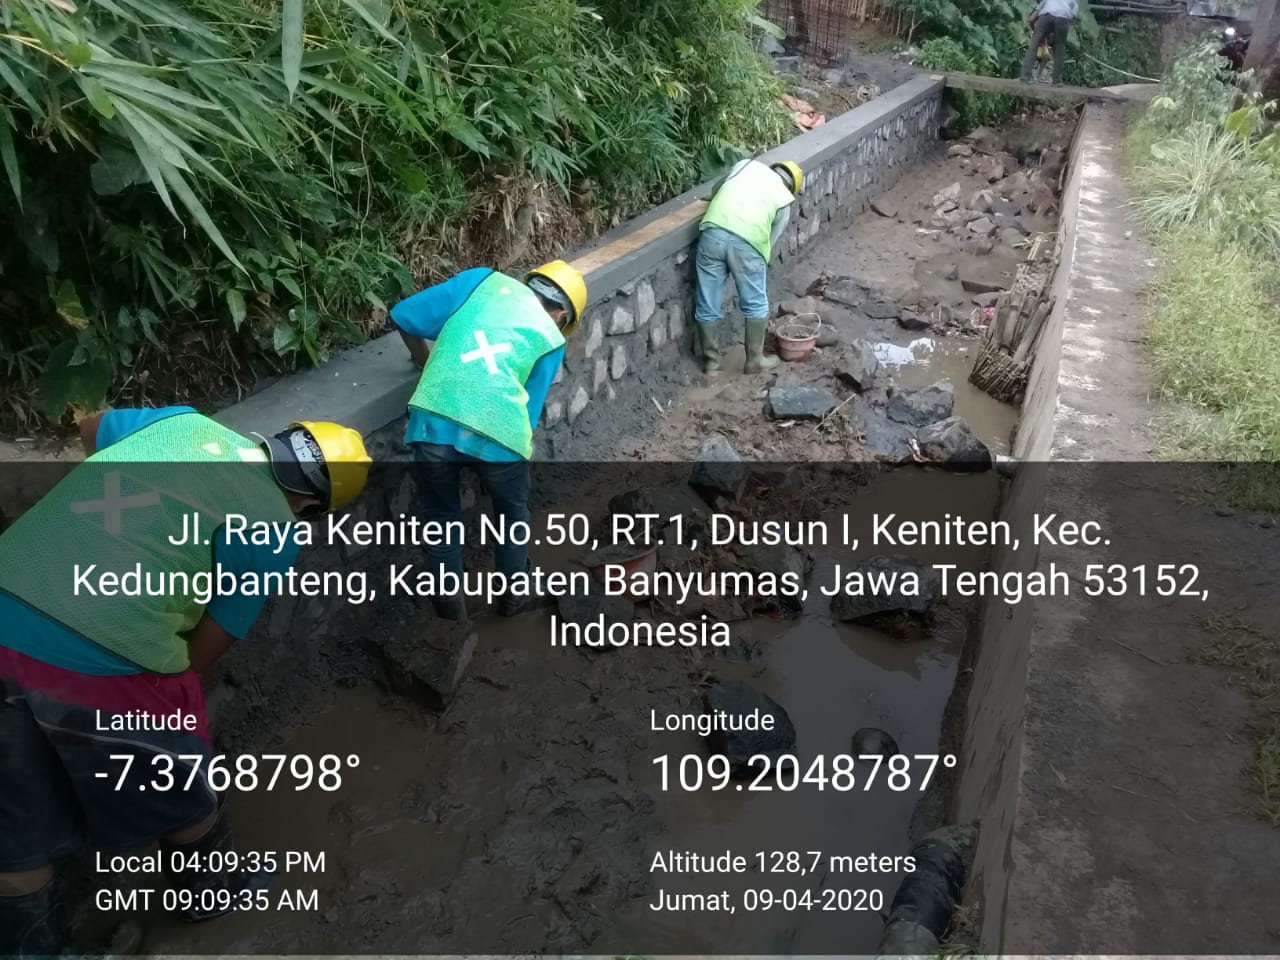 Jl. Raya Keniten No.50, RT.1, Dusun I, Keniten, Kec.
Kedungbanteng, Kabupaten Banyumas, Jawa Tengah 53152,
Indonesia
Latitude
-7.3768798°
Longitude
109.2048787°
Local 04:09:35 PM
GMT 09:09:35 AM
Altitude 128,7 meters
Jumat, 09-04-2020